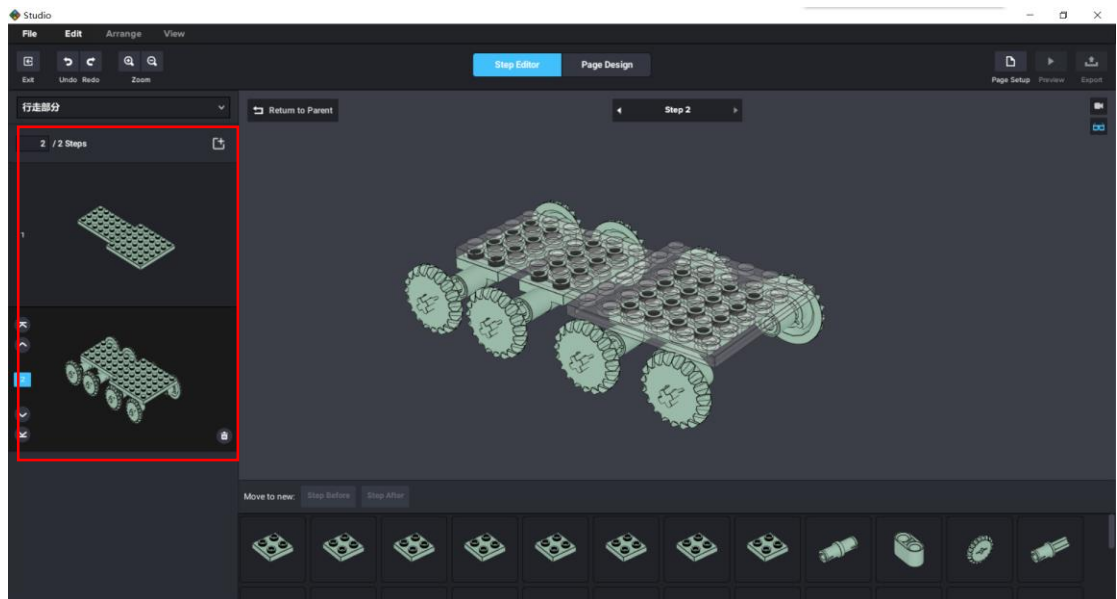 Studio
File Edit Arrange View
Exit Undo Redo Zoom
Step Editor Page Design
Page Setup Preview Export
行走部分
Return to Parent
Step 2
2 / 2 Steps
1
2
Move to new: Step Before Step After